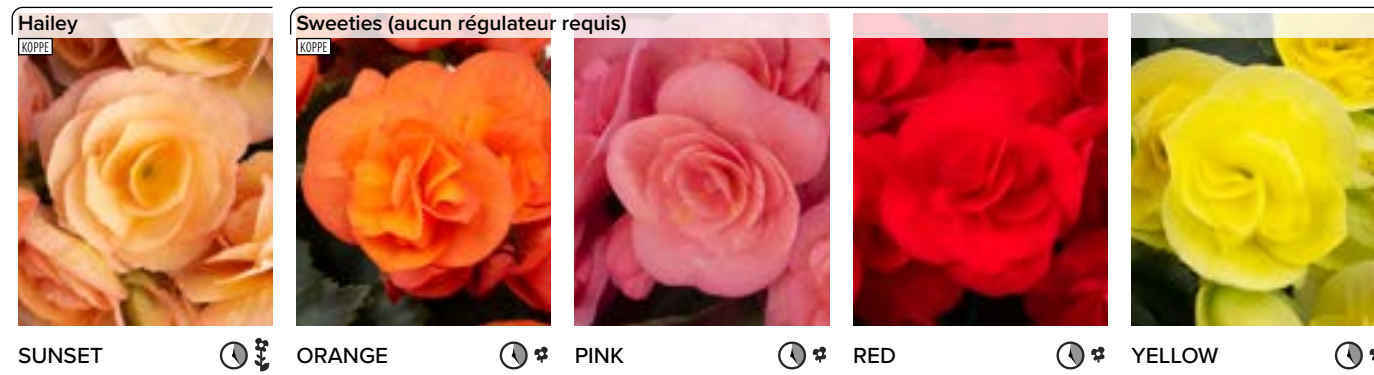 Hailey
KOPPE
Sweeties (aucun régulateur requis)
KOPPE
SUNSET
ORANGE
PINK
RED
YELLOW